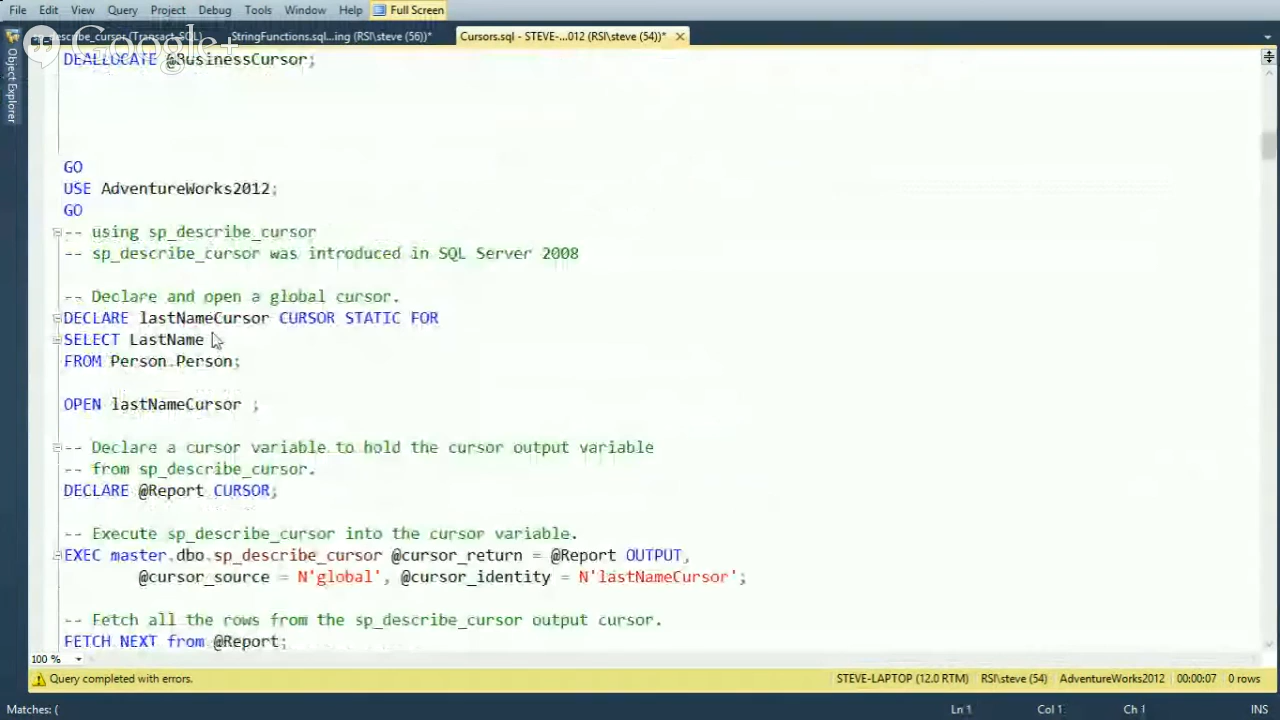 File Edit View Query Project Debug Tools Window Help Full Screen
sp_describe_cursor (Transact-SQL) StringFunctions.sql...ing (RSI\steve (56))* Cursors.sql - STEVE-...012 (RSI\steve (54))*
Google+
Object Explorer
DEALLOCATE @BusinessCursor;
GO
USE AdventureWorks2012;
GO
-- using sp_describe_cursor
-- sp_describe_cursor was introduced in SQL Server 2008
-- Declare and open a global cursor.
DECLARE lastNameCursor CURSOR STATIC FOR
SELECT LastName
FROM Person.Person;
OPEN lastNameCursor ;
-- Declare a cursor variable to hold the cursor output variable
-- from sp_describe_cursor.
DECLARE @Report CURSOR;
-- Execute sp_describe_cursor into the cursor variable.
EXEC master.dbo.sp_describe_cursor @cursor_return = @Report OUTPUT,
@cursor_source = N'global', @cursor_identity = N'lastNameCursor';
-- Fetch all the rows from the sp_describe_cursor output cursor.
FETCH NEXT from @Report;
100 %
Query completed with errors. STEVE-LAPTOP (12.0 RTM) RSI\steve (54) AdventureWorks2012 00:00:07 0 rows
Matches: ( Ln 1 Col 1 Ch 1 INS